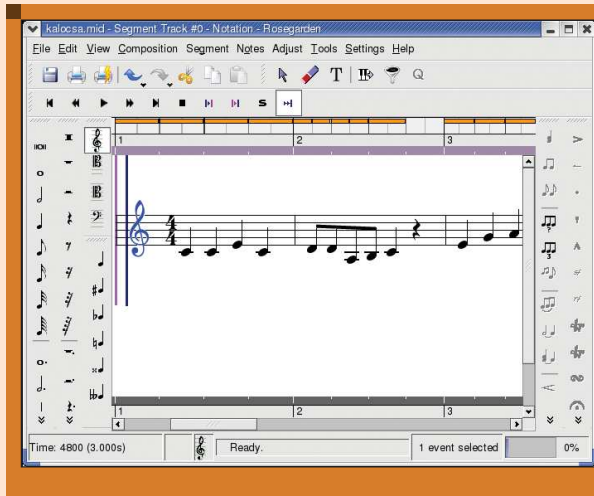 kalocsa.mid - Segment Track #0 - Notation - Rosegarden
File Edit View Composition Segment Notes Adjust Tools Settings Help
T
Q
S
1 2 3
4
4
3
1 2 3
Time: 4800 (3.000s) Ready. 1 event selected 0%